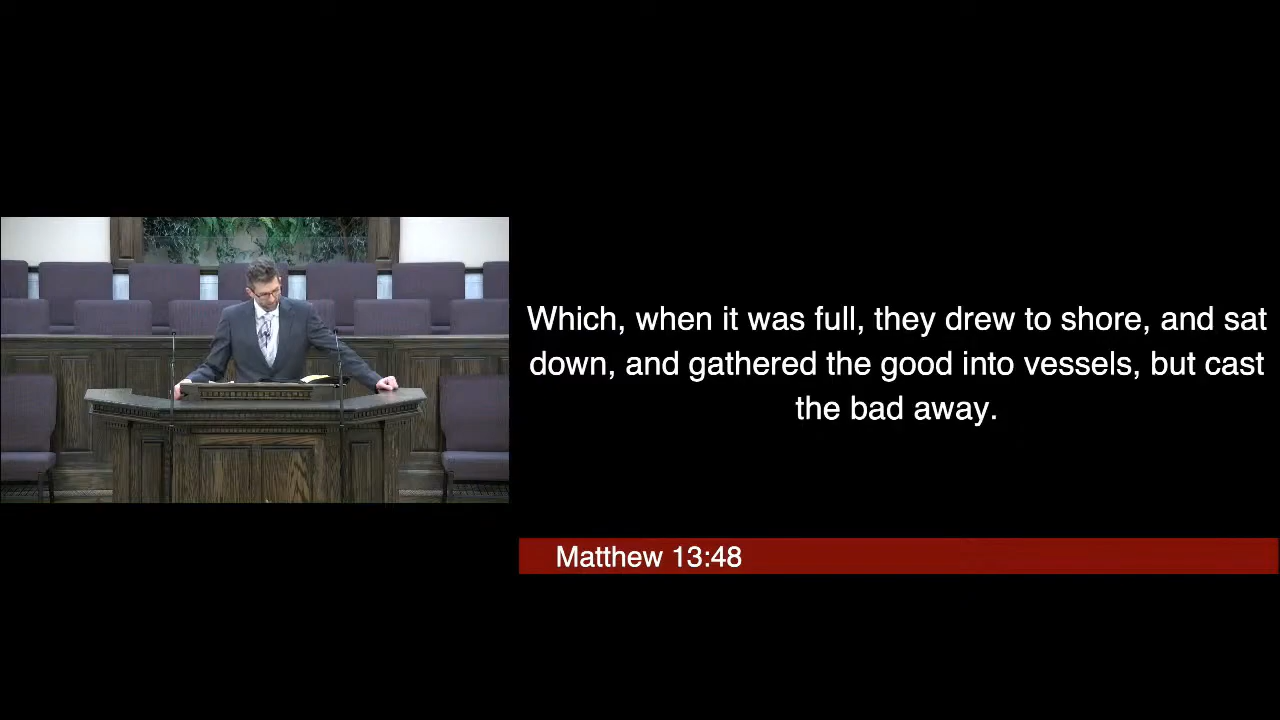 Which, when it was full, they drew to shore, and sat
down, and gathered the good into vessels, but cast
the bad away.
Matthew 13:48